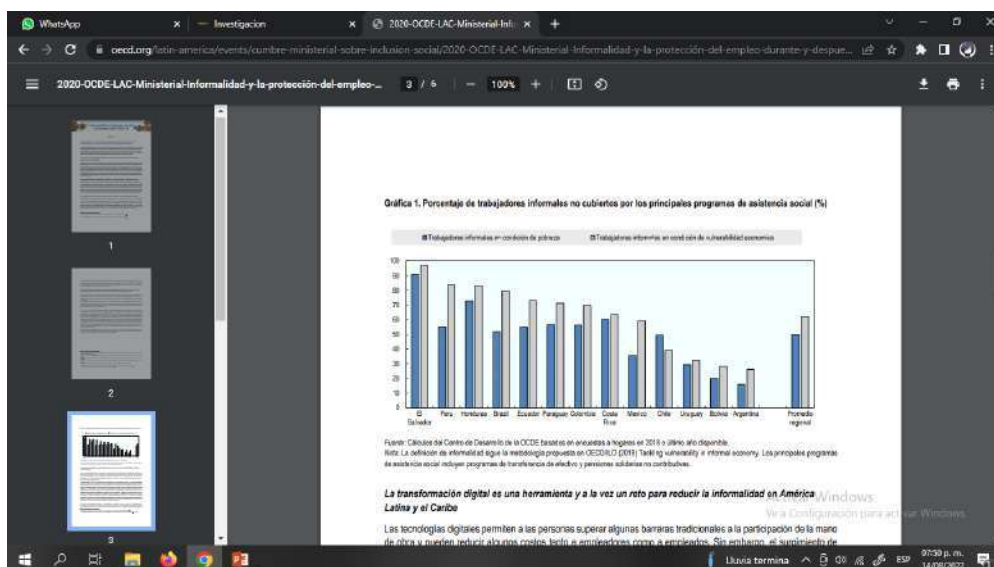 WhatsApp
Investigacion
2020-OCDE-LAC-Ministerial-Inf
oecd.org/latin-america/events/cumbre-ministerial-sobre-inclusion-social/2020-OCDE-LAC-Ministerial-Informalidad-y-la-protección-del-empleo-durante-y-despue...
2020-OCDE-LAC-Ministerial-Informalidad-y-la-protección-del-empleo-...
3 / 6
100%
1
2
3
Gráfica 1. Porcentaje de trabajadores informales no cubiertos por los principales programas de asistencia social (%)
Trabajadores informales en condición de pobreza
Trabajadores informales en condición de vulnerabilidad economica
100
90
80
70
60
50
40
30
20
10
0
El Salvador
Peru
Honduras
Brazil
Ecuador
Paraguay
Colombia
Costa Rica
Mexico
Chile
Uruguay
Bolivia
Argentina
Promedio regional
Fuente: Cálculos del Centro de Desarrollo de la OCDE basados en encuestas a hogares en 2018 o último año disponible.
Nota: La definición de informalidad sigue la metodología propuesta en OECD/ILO (2019) Tackling vulnerability in informal economy. Los principales programas
de asistencia social incluyen programas de transferencia de efectivo y pensiones solidarias no contributivas.
La transformación digital es una herramienta y a la vez un reto para reducir la informalidad en América
Latina y el Caribe
Windows
Ve a Configuración para activar Windows.
Las tecnologías digitales permiten a las personas superar algunas barreras tradicionales a la participación de la mano
de obra y pueden reducir algunos costos tanto a empleadores como a empleados. Sin embargo, el surgimiento de
Lluvia termina
ESP
07:50 p. m.
14/08/2022